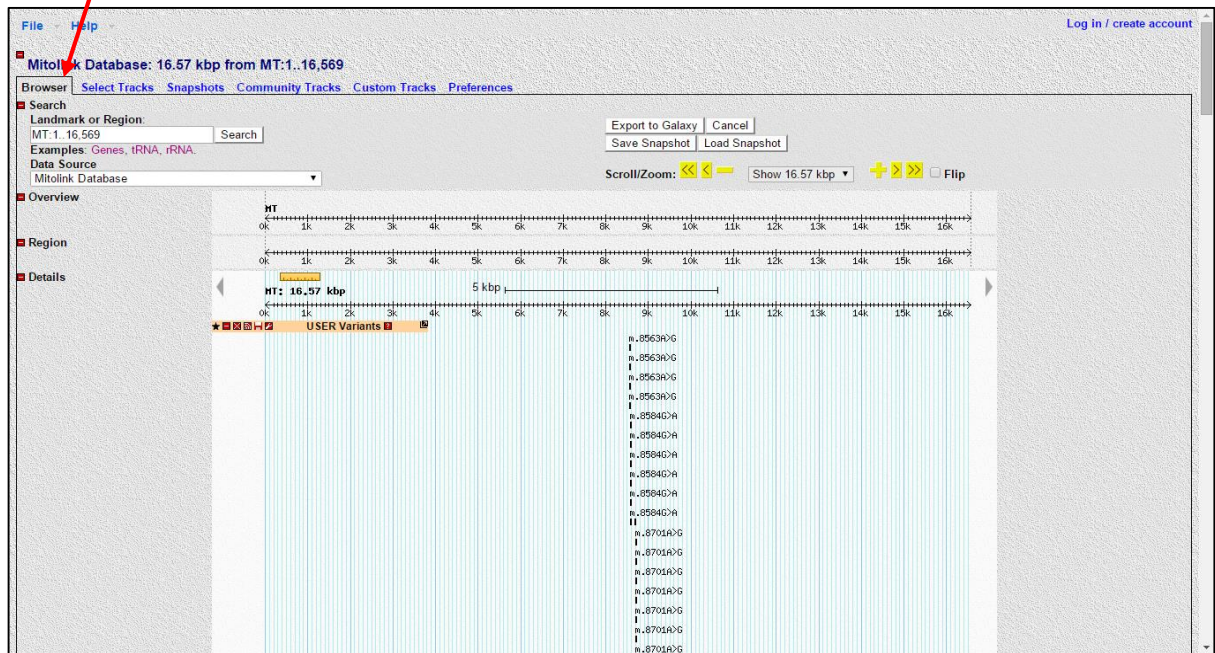 File Help
Log in / create account
Mitolink Database: 16.57 kbp from MT:1..16,569
Browser Select Tracks Snapshots Community Tracks Custom Tracks Preferences
Search
Landmark or Region:
MT:1..16,569 Search
Examples: Genes, tRNA, rRNA.
Data Source
Mitolink Database
Export to Galaxy Cancel
Save Snapshot Load Snapshot
Scroll/Zoom: << < Show 16.57 kbp > >> Flip
Overview
MT
0k 1k 2k 3k 4k 5k 6k 7k 8k 9k 10k 11k 12k 13k 14k 15k 16k
Region
0k 1k 2k 3k 4k 5k 6k 7k 8k 9k 10k 11k 12k 13k 14k 15k 16k
Details
MT: 16.57 kbp 5 kbp
0k 1k 2k 3k 4k 5k 6k 7k 8k 9k 10k 11k 12k 13k 14k 15k 16k
USER Variants
m.8563A>G
m.8563A>G
m.8563A>G
m.8563A>G
m.8584G>A
m.8584G>A
m.8584G>A
m.8584G>A
m.8584G>A
m.8584G>A
m.8701A>G
m.8701A>G
m.8701A>G
m.8701A>G
m.8701A>G
m.8701A>G
m.8701A>G